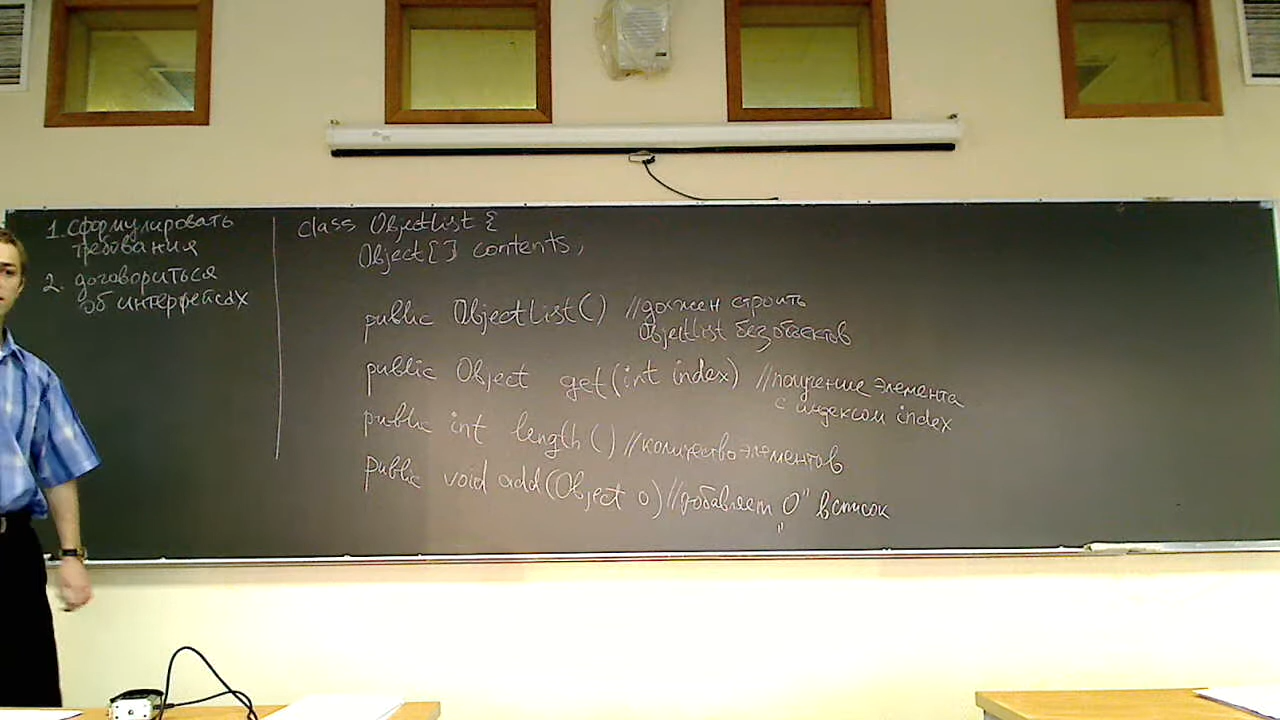 1. Сформулировать
требования
2. договориться
об интерфейсах
class ObjectList {
Object[] contents;
public ObjectList() //должен строить
ObjectList без объектов
public Object get(int index) //получение элемента
с индексом index
public int length() //количество элементов
public void add(Object o) //добавляет „O" в список